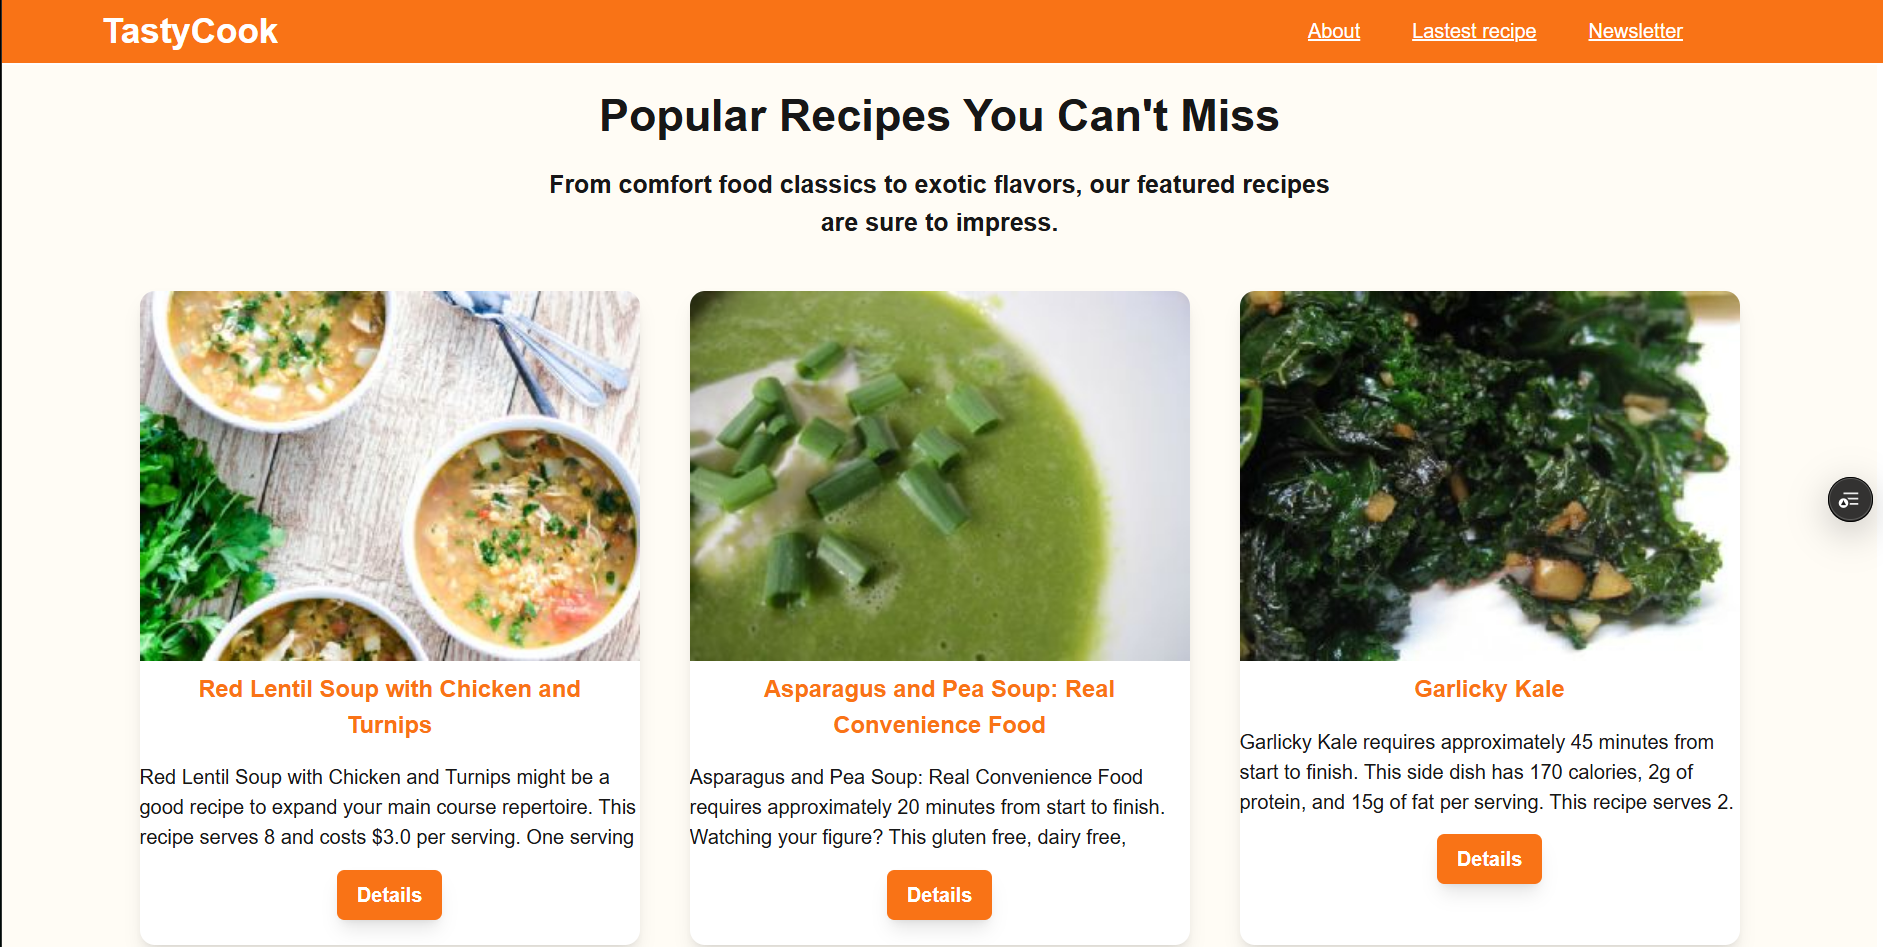 TastyCook
About
Lastest recipe
Newsletter
Popular Recipes You Can't Miss
From comfort food classics to exotic flavors, our featured recipes
are sure to impress.
Red Lentil Soup with Chicken and
Turnips
Red Lentil Soup with Chicken and Turnips might be a
good recipe to expand your main course repertoire. This
recipe serves 8 and costs $3.0 per serving. One serving
Details
Asparagus and Pea Soup: Real
Convenience Food
Asparagus and Pea Soup: Real Convenience Food
requires approximately 20 minutes from start to finish.
Watching your figure? This gluten free, dairy free,
Details
Garlicky Kale
Garlicky Kale requires approximately 45 minutes from
start to finish. This side dish has 170 calories, 2g of
protein, and 15g of fat per serving. This recipe serves 2.
Details